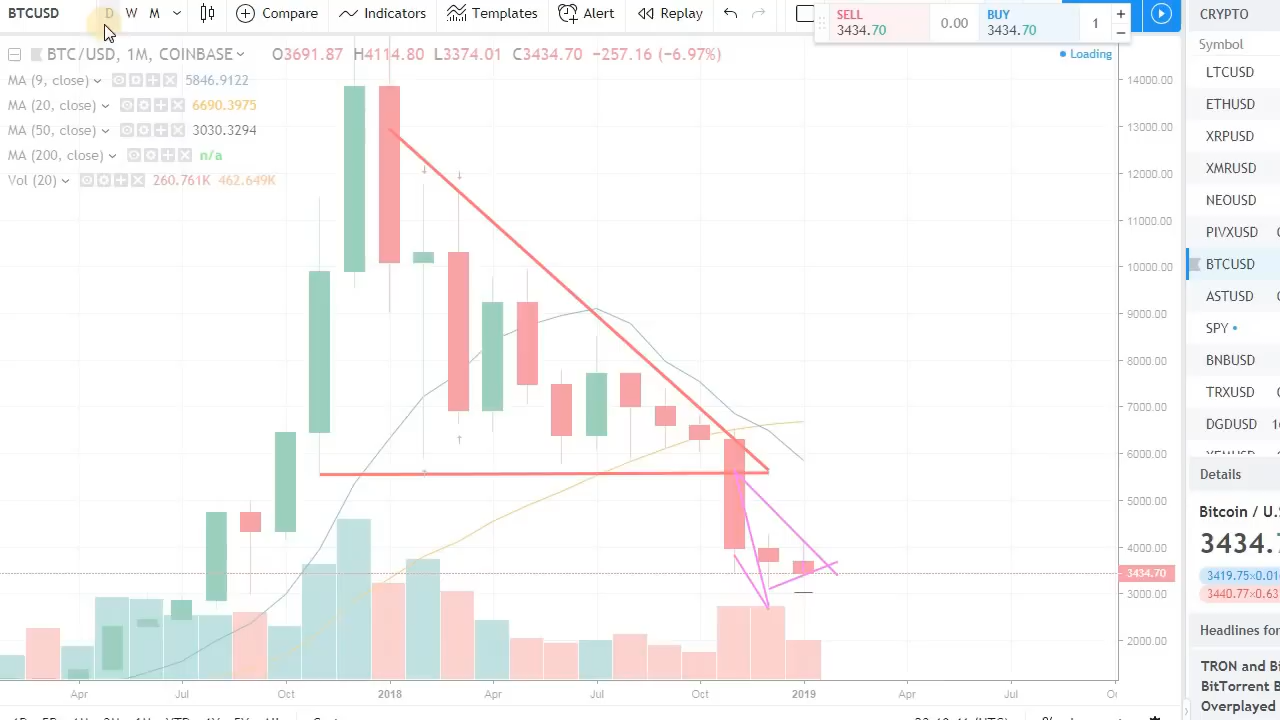 BTCUSD D W M Compare Indicators Templates Alert Replay
SELL 3434.70 0.00 BUY 3434.70 1
BTC/USD, 1M, COINBASE O3691.87 H4114.80 L3374.01 C3434.70 −257.16 (−6.97%)
Loading
MA (9, close) 5846.9122
MA (20, close) 6690.3975
MA (50, close) 3030.3294
MA (200, close) n/a
Vol (20) 260.761K 462.649K
14000.00
13000.00
12000.00
11000.00
10000.00
9000.00
8000.00
7000.00
6000.00
5000.00
4000.00
3434.70
3000.00
2000.00
Apr Jul Oct 2018 Apr Jul Oct 2019 Apr Jul
CRYPTO
Symbol
LTCUSD
ETHUSD
XRPUSD
XMRUSD
NEOUSD
PIVXUSD
BTCUSD
ASTUSD
SPY
BNBUSD
TRXUSD
DGDUSD
Details
Bitcoin / U.S
3434.7
3419.75×0.01
3440.77×0.63
Headlines for
TRON and Bi
BitTorrent B
Overplayed